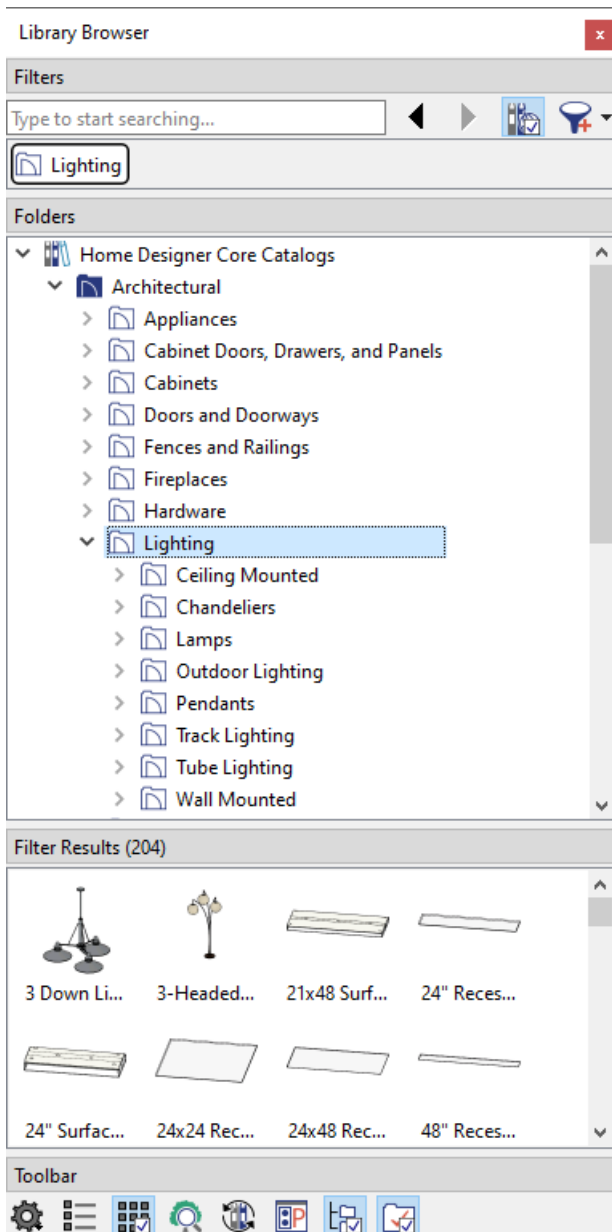 Library Browser
x
Filters
Type to start searching...
Lighting
Folders
Home Designer Core Catalogs
Architectural
Appliances
Cabinet Doors, Drawers, and Panels
Cabinets
Doors and Doorways
Fences and Railings
Fireplaces
Hardware
Lighting
Ceiling Mounted
Chandeliers
Lamps
Outdoor Lighting
Pendants
Track Lighting
Tube Lighting
Wall Mounted
Filter Results (204)
3 Down Li... 3-Headed... 21x48 Surf... 24" Reces...
24" Surfac... 24x24 Rec... 24x48 Rec... 48" Reces...
Toolbar
P